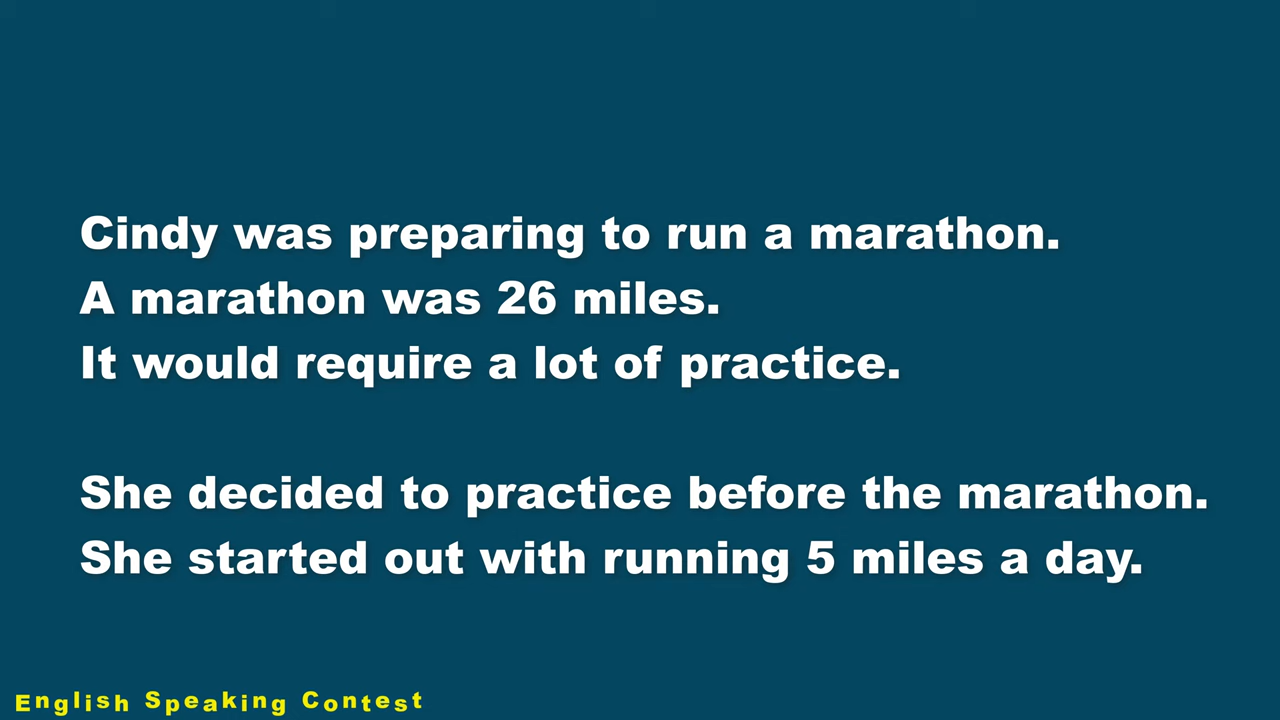 Cindy was preparing to run a marathon.
A marathon was 26 miles.
It would require a lot of practice.
She decided to practice before the marathon.
She started out with running 5 miles a day.
English Speaking Contest